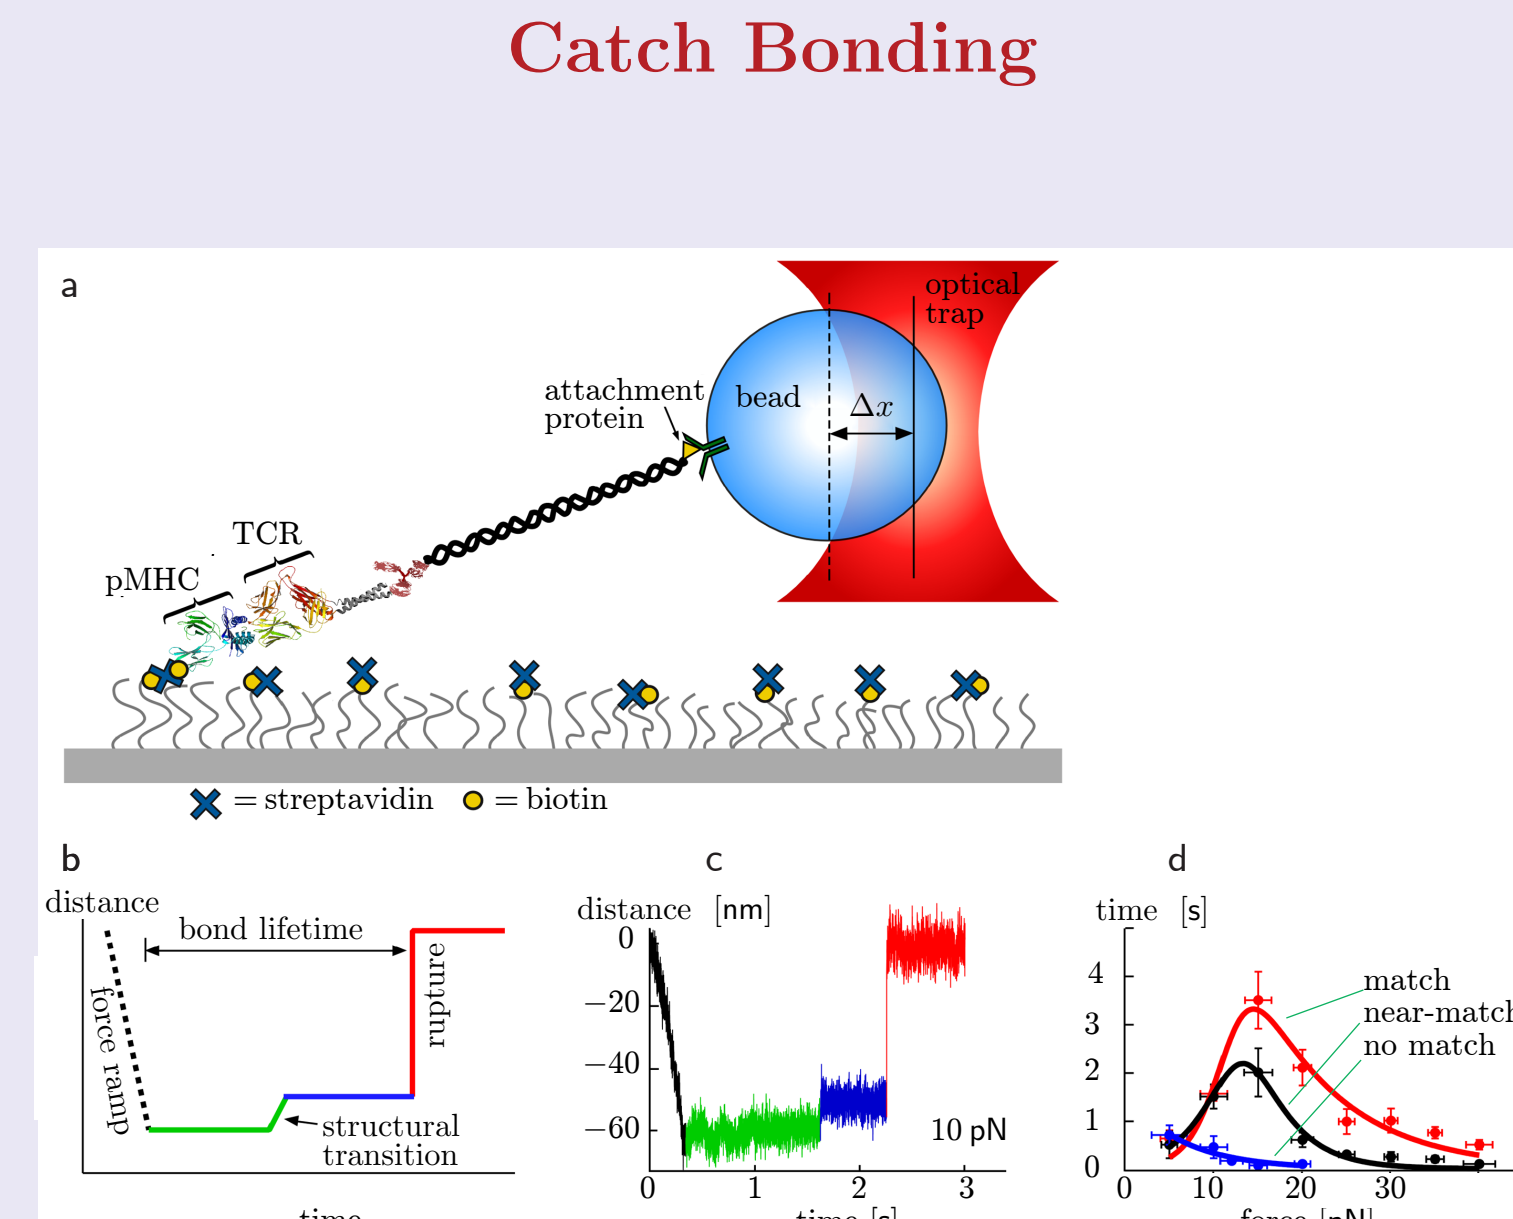 Catch Bonding
a
optical
trap
attachment
protein
bead
Δx
TCR
pMHC
= streptavidin
= biotin
b
distance
bond lifetime
force ramp
rupture
structural
transition
c
distance [nm]
0
−20
−40
−60
10 pN
0 1 2 3
d
time [s]
4
3
2
1
0
match
near-match
no match
0 10 20 30